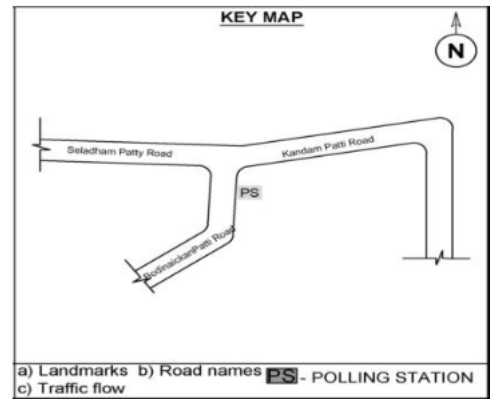 KEY MAP
N
Seladham Patty Road
Kandam Patti Road
PS
BodinaickanPatti Road
a) Landmarks b) Road names PS - POLLING STATION
c) Traffic flow